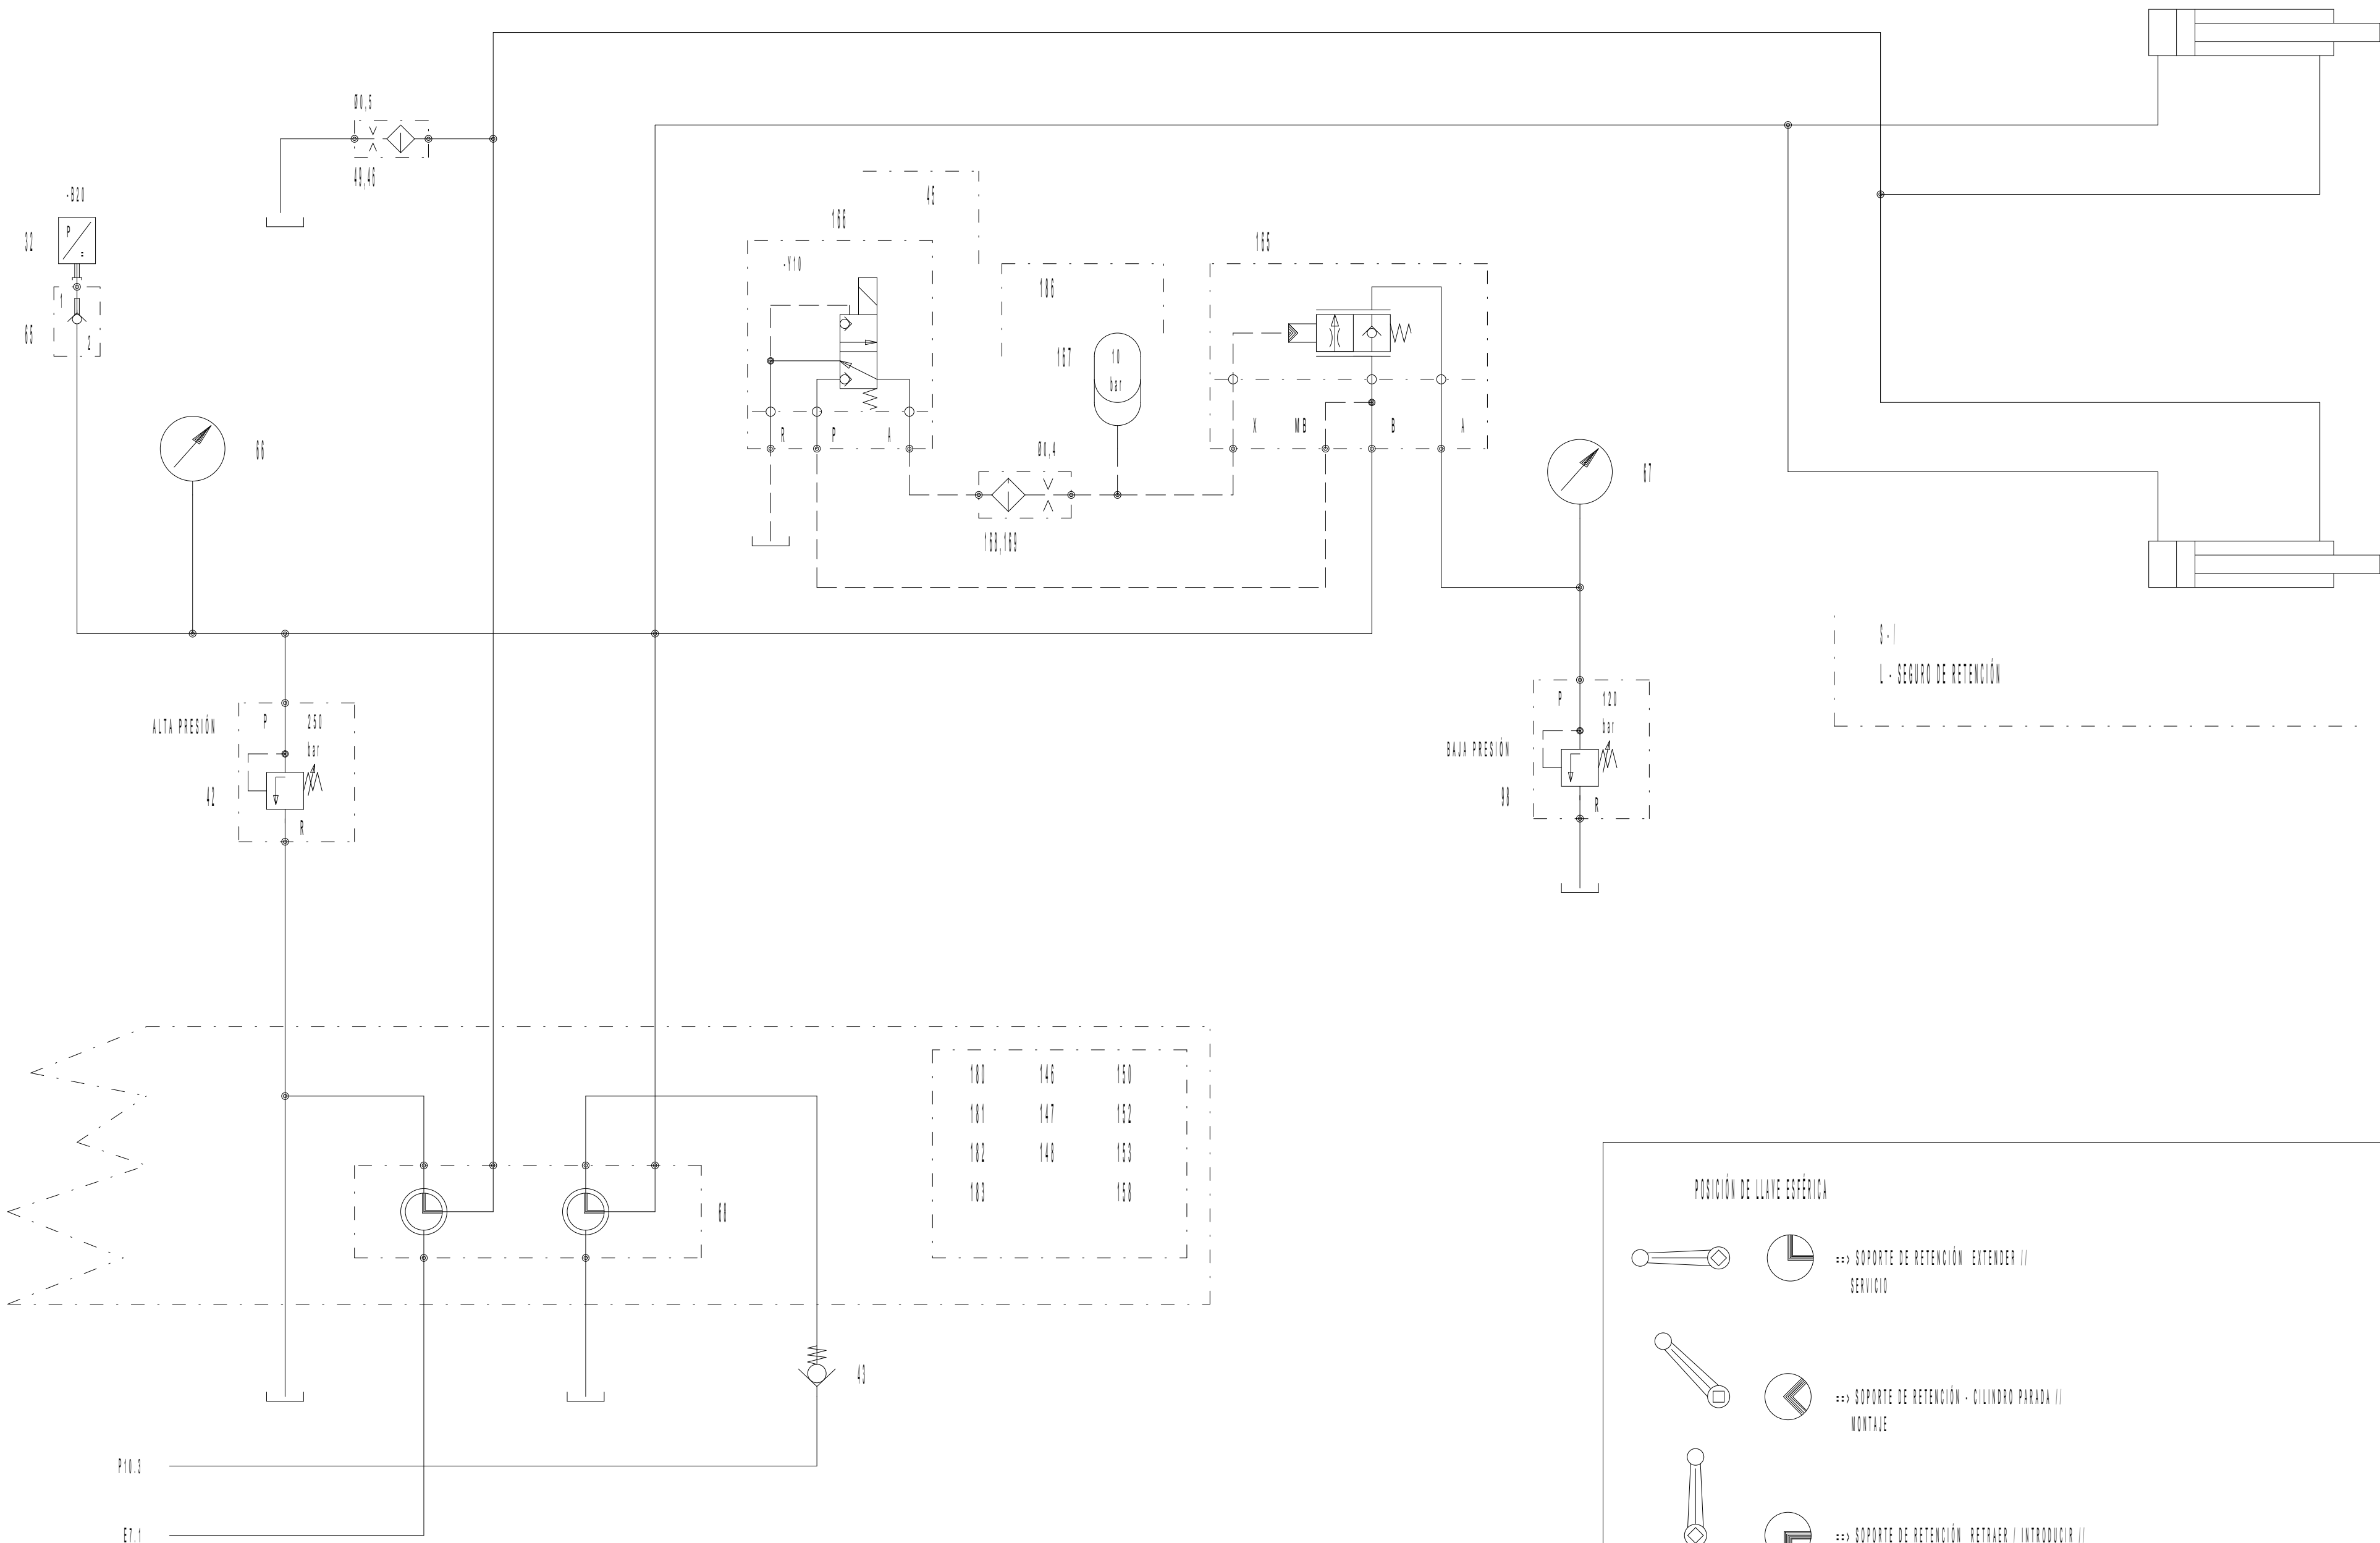 Ø0,5
49,46
-B20
32
P
=
1
65
2
66
45
166
-Y10
R
P
A
186
167
10
bar
Ø0,4
168,169
165
X
MB
B
A
67
S - /
L - SEGURO DE RETENCIÓN
ALTA PRESIÓN
P
250
bar
42
R
BAJA PRESIÓN
P
120
bar
98
R
180 146 150
181 147 152
182 148 153
183 158
68
43
P10.3
E7.1
POSICIÓN DE LLAVE ESFÉRICA
==> SOPORTE DE RETENCIÓN EXTENDER //
SERVICIO
==> SOPORTE DE RETENCIÓN - CILINDRO PARADA //
MONTAJE
==> SOPORTE DE RETENCIÓN RETRAER / INTRODUCIR //